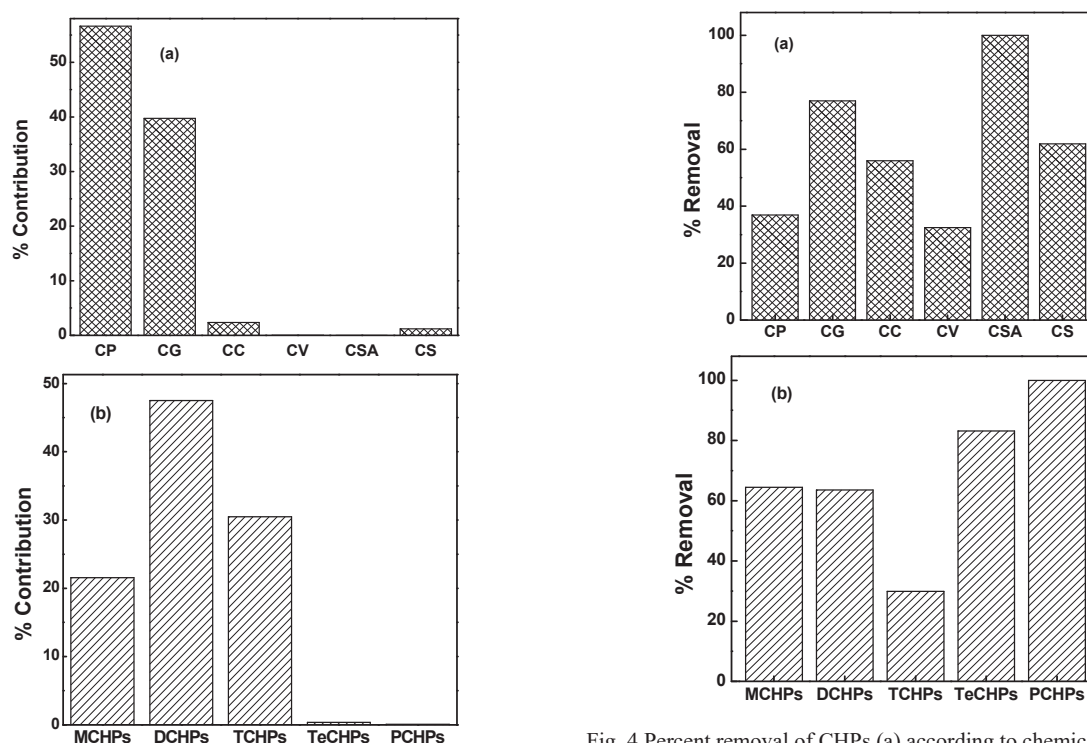 % Contribution
50
40
30
20
10
0
(a)
CP CG CC CV CSA CS
% Contribution
50
40
30
20
10
0
(b)
MCHPs DCHPs TCHPs TeCHPs PCHPs
% Removal
100
80
60
40
20
0
(a)
CP CG CC CV CSA CS
% Removal
100
80
60
40
20
0
(b)
MCHPs DCHPs TCHPs TeCHPs PCHPs
Fig. 4 Percent removal of CHPs (a) according to chemic